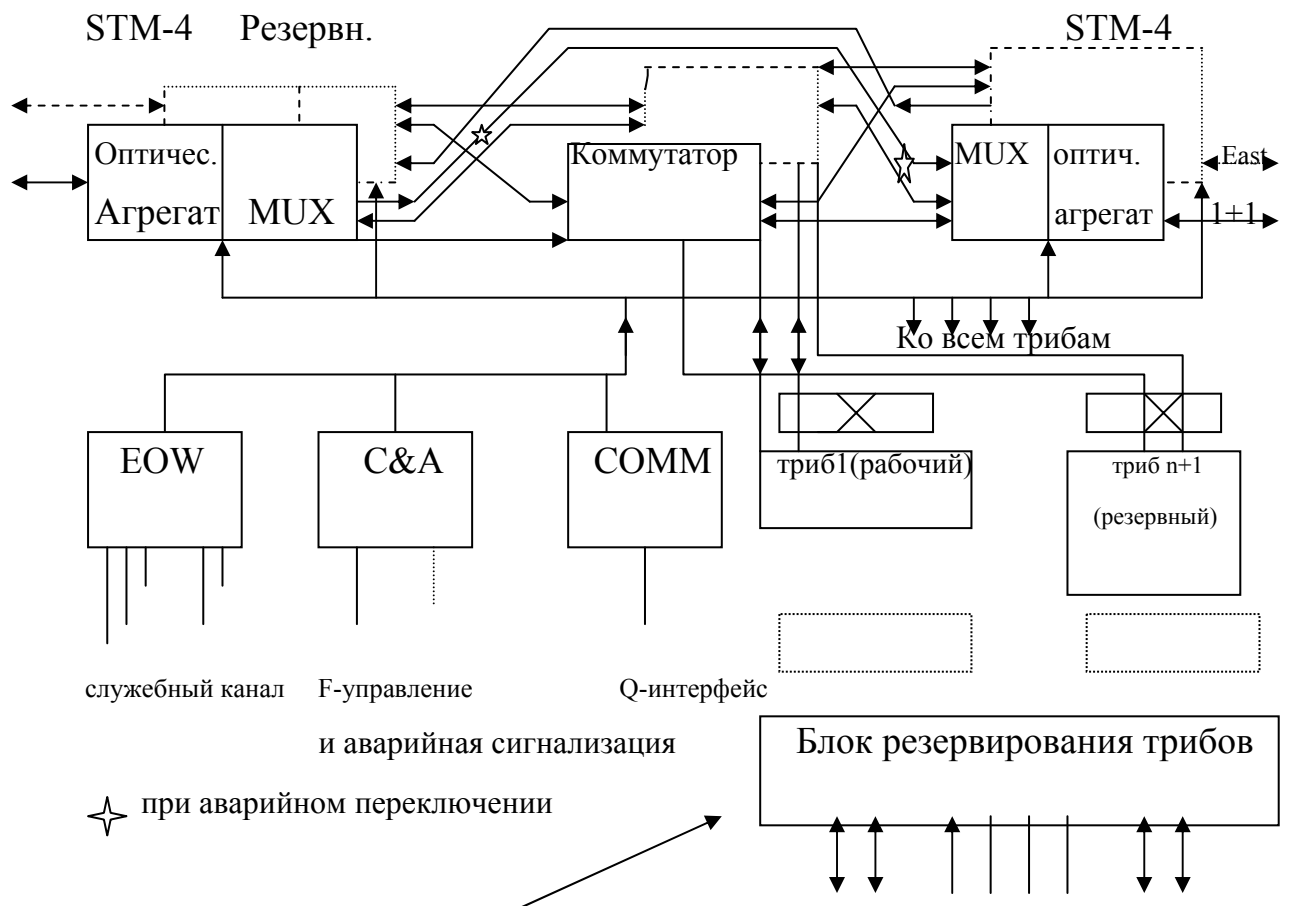 STM-4 Резервн. STM-4
Оптичес.
Агрегат MUX
Коммутатор
MUX оптич.
агрегат
East
1+1
Ко всем трибам
EOW
C&A
COMM
триб1(рабочий)
триб n+1
(резервный)
служебный канал
F-управление
и аварийная сигнализация
Q-интерфейс
Блок резервирования трибов
при аварийном переключении